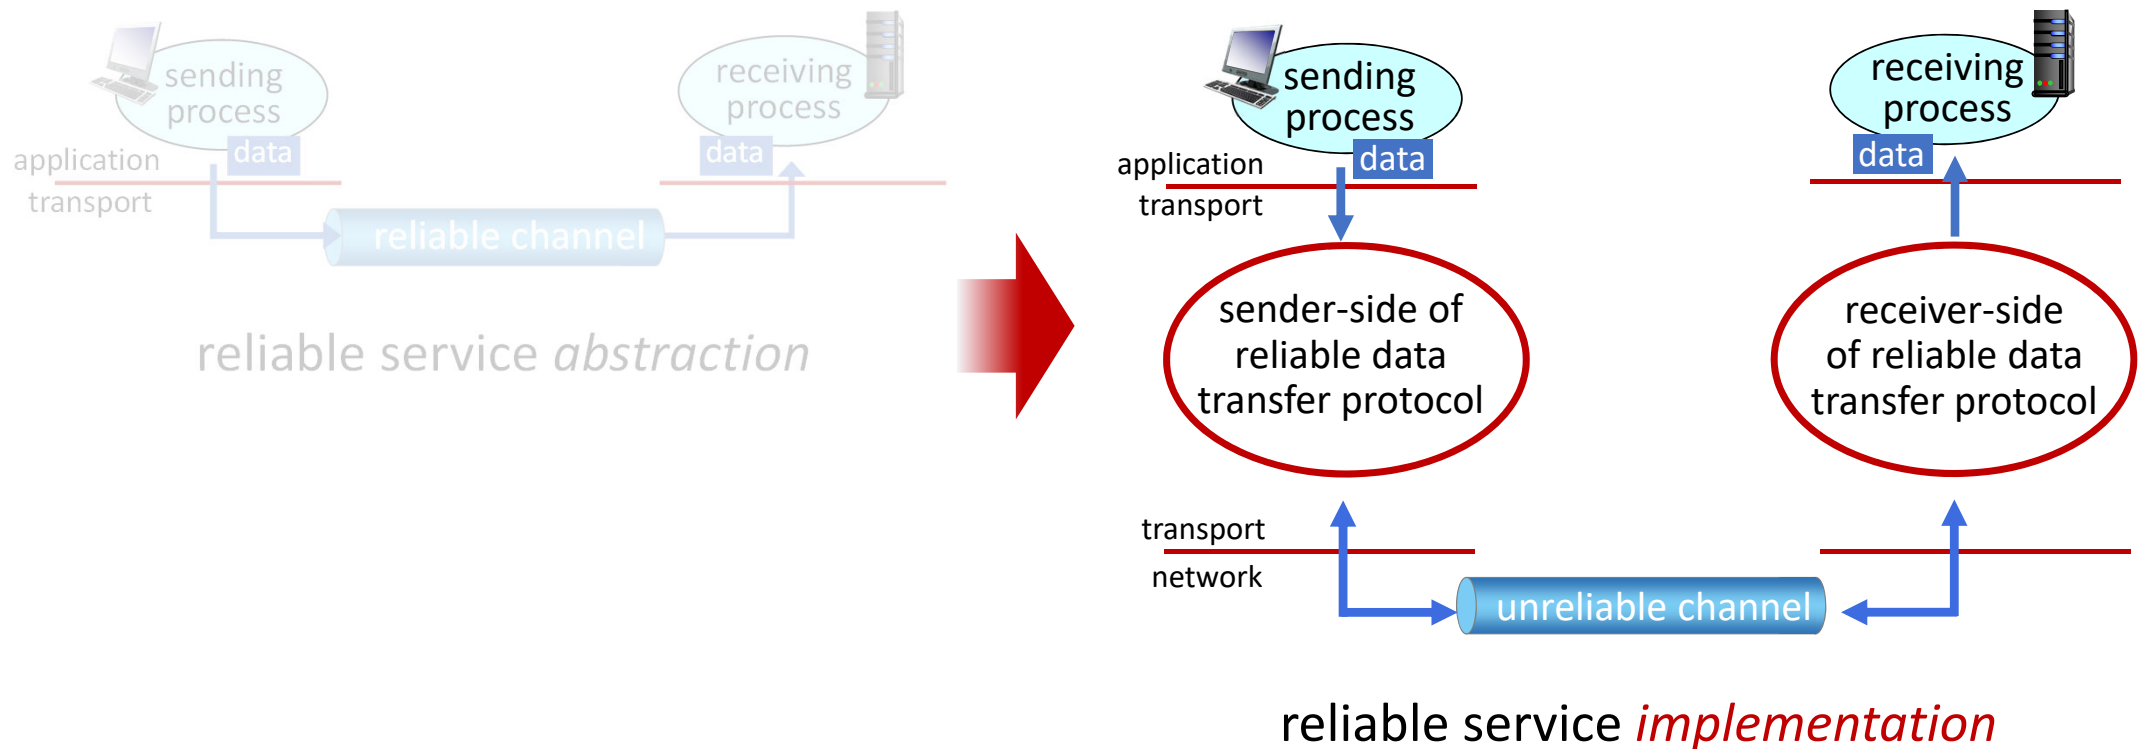 sending
process
data
application
transport
receiving
process
data
reliable channel
reliable service abstraction
sending
process
data
application
transport
receiving
process
data
sender-side of
reliable data
transfer protocol
receiver-side
of reliable data
transfer protocol
transport
network
unreliable channel
reliable service implementation